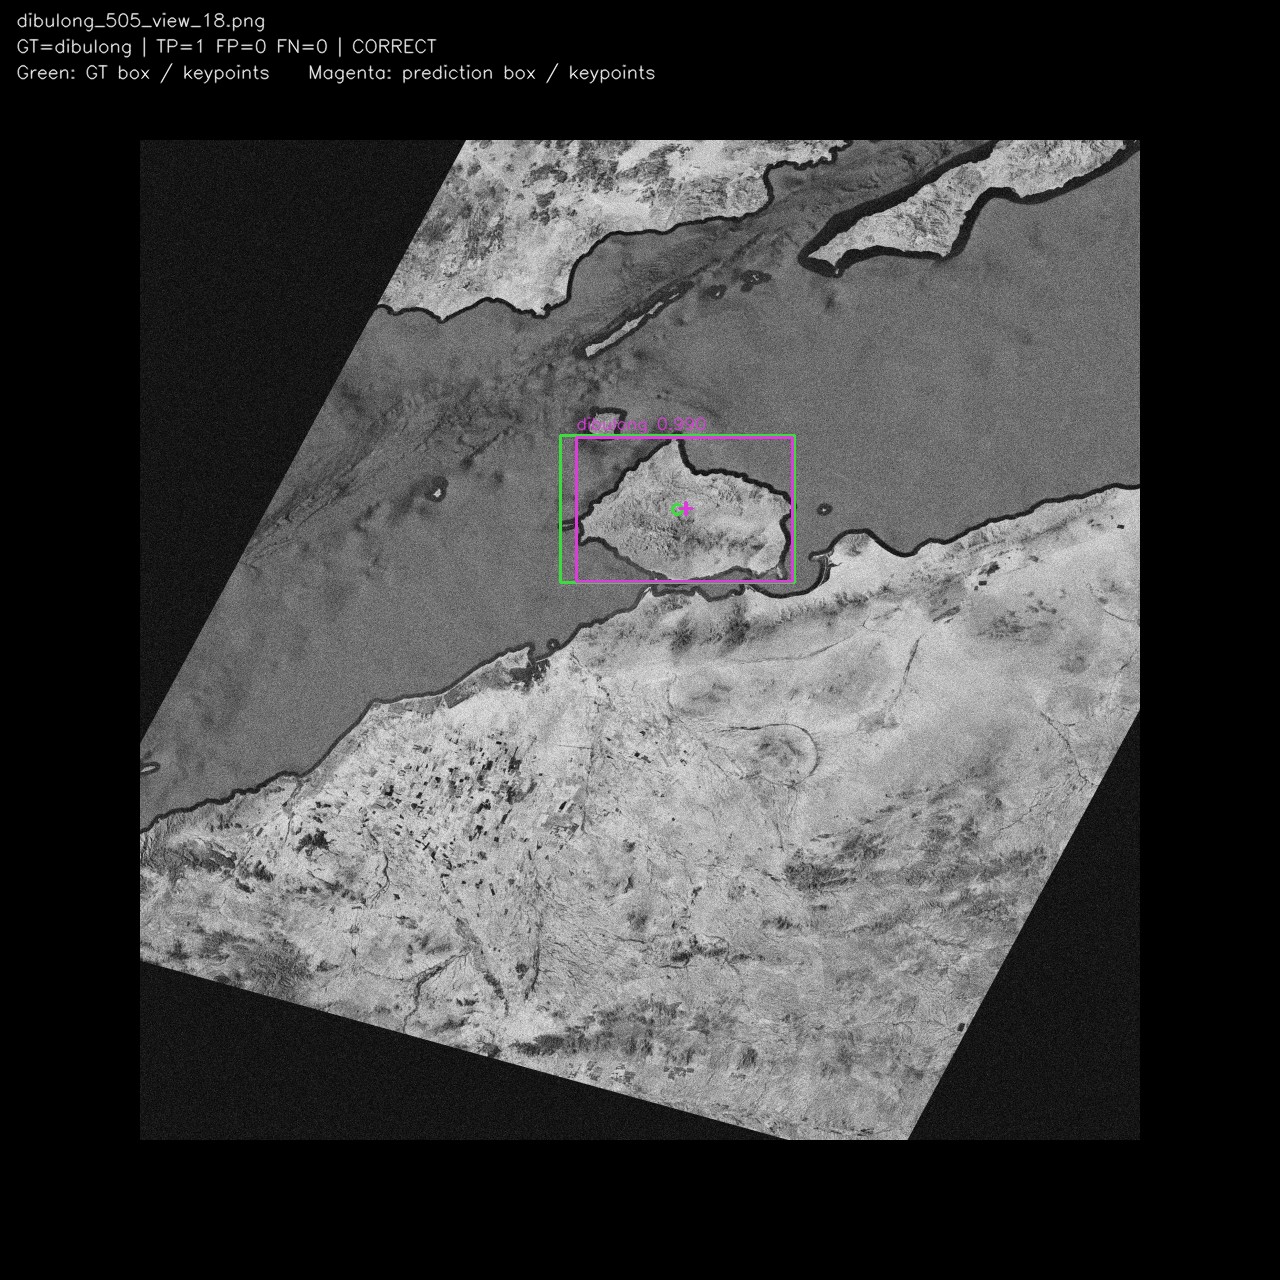 dibulong_505_view_18.png
GT=dibulong | TP=1 FP=0 FN=0 | CORRECT
Green: GT box / keypoints    Magenta: prediction box / keypoints
dibulong 0.990